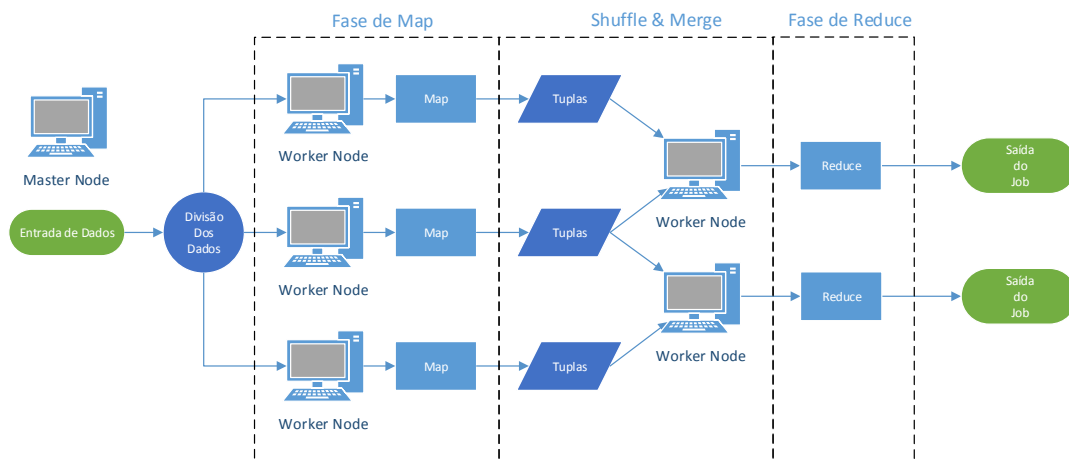 Fase de Map
Shuffle & Merge
Fase de Reduce
Master Node
Entrada de Dados
Divisão
Dos
Dados
Worker Node
Map
Tuplas
Worker Node
Map
Tuplas
Worker Node
Map
Tuplas
Worker Node
Reduce
Saída
do
Job
Worker Node
Reduce
Saída
do
Job